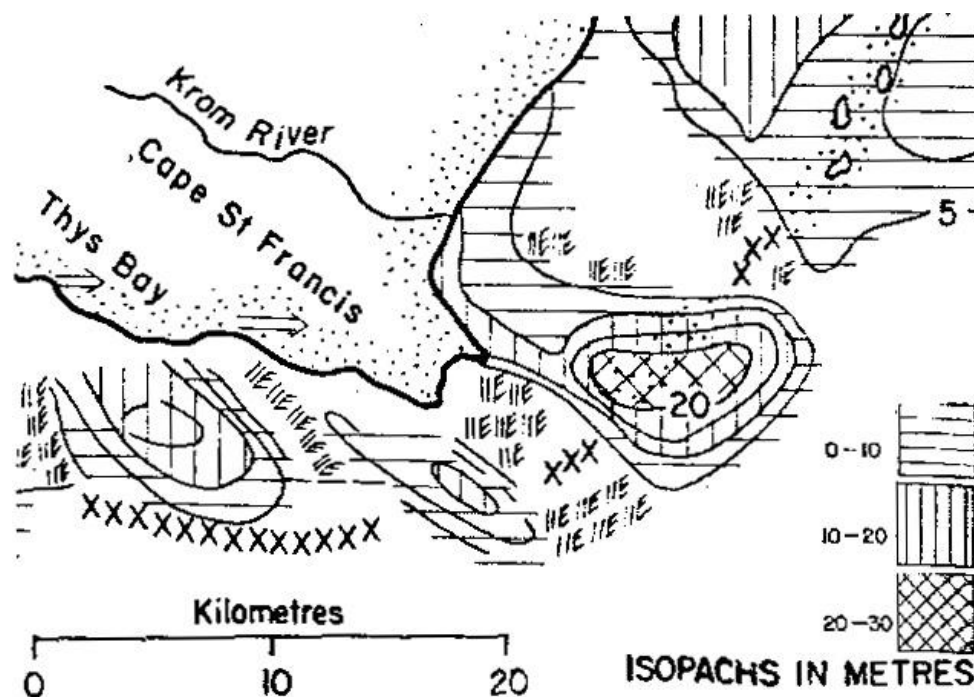 Krom River
Cape St Francis
Thys Bay
5
20
0-10
10-20
20-30
Kilometres
0 10 20
ISOPACHS IN METRES